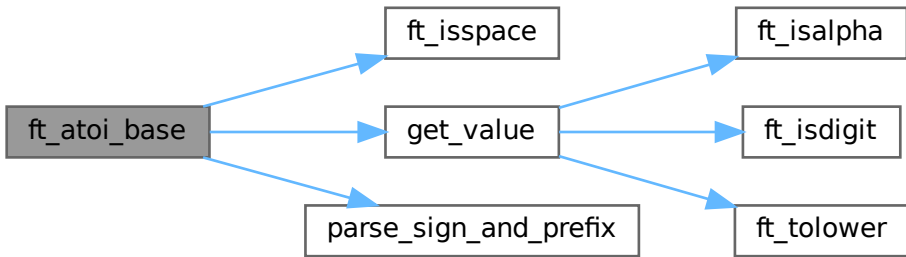 ft_atoi_base
ft_isspace
get_value
parse_sign_and_prefix
ft_isalpha
ft_isdigit
ft_tolower